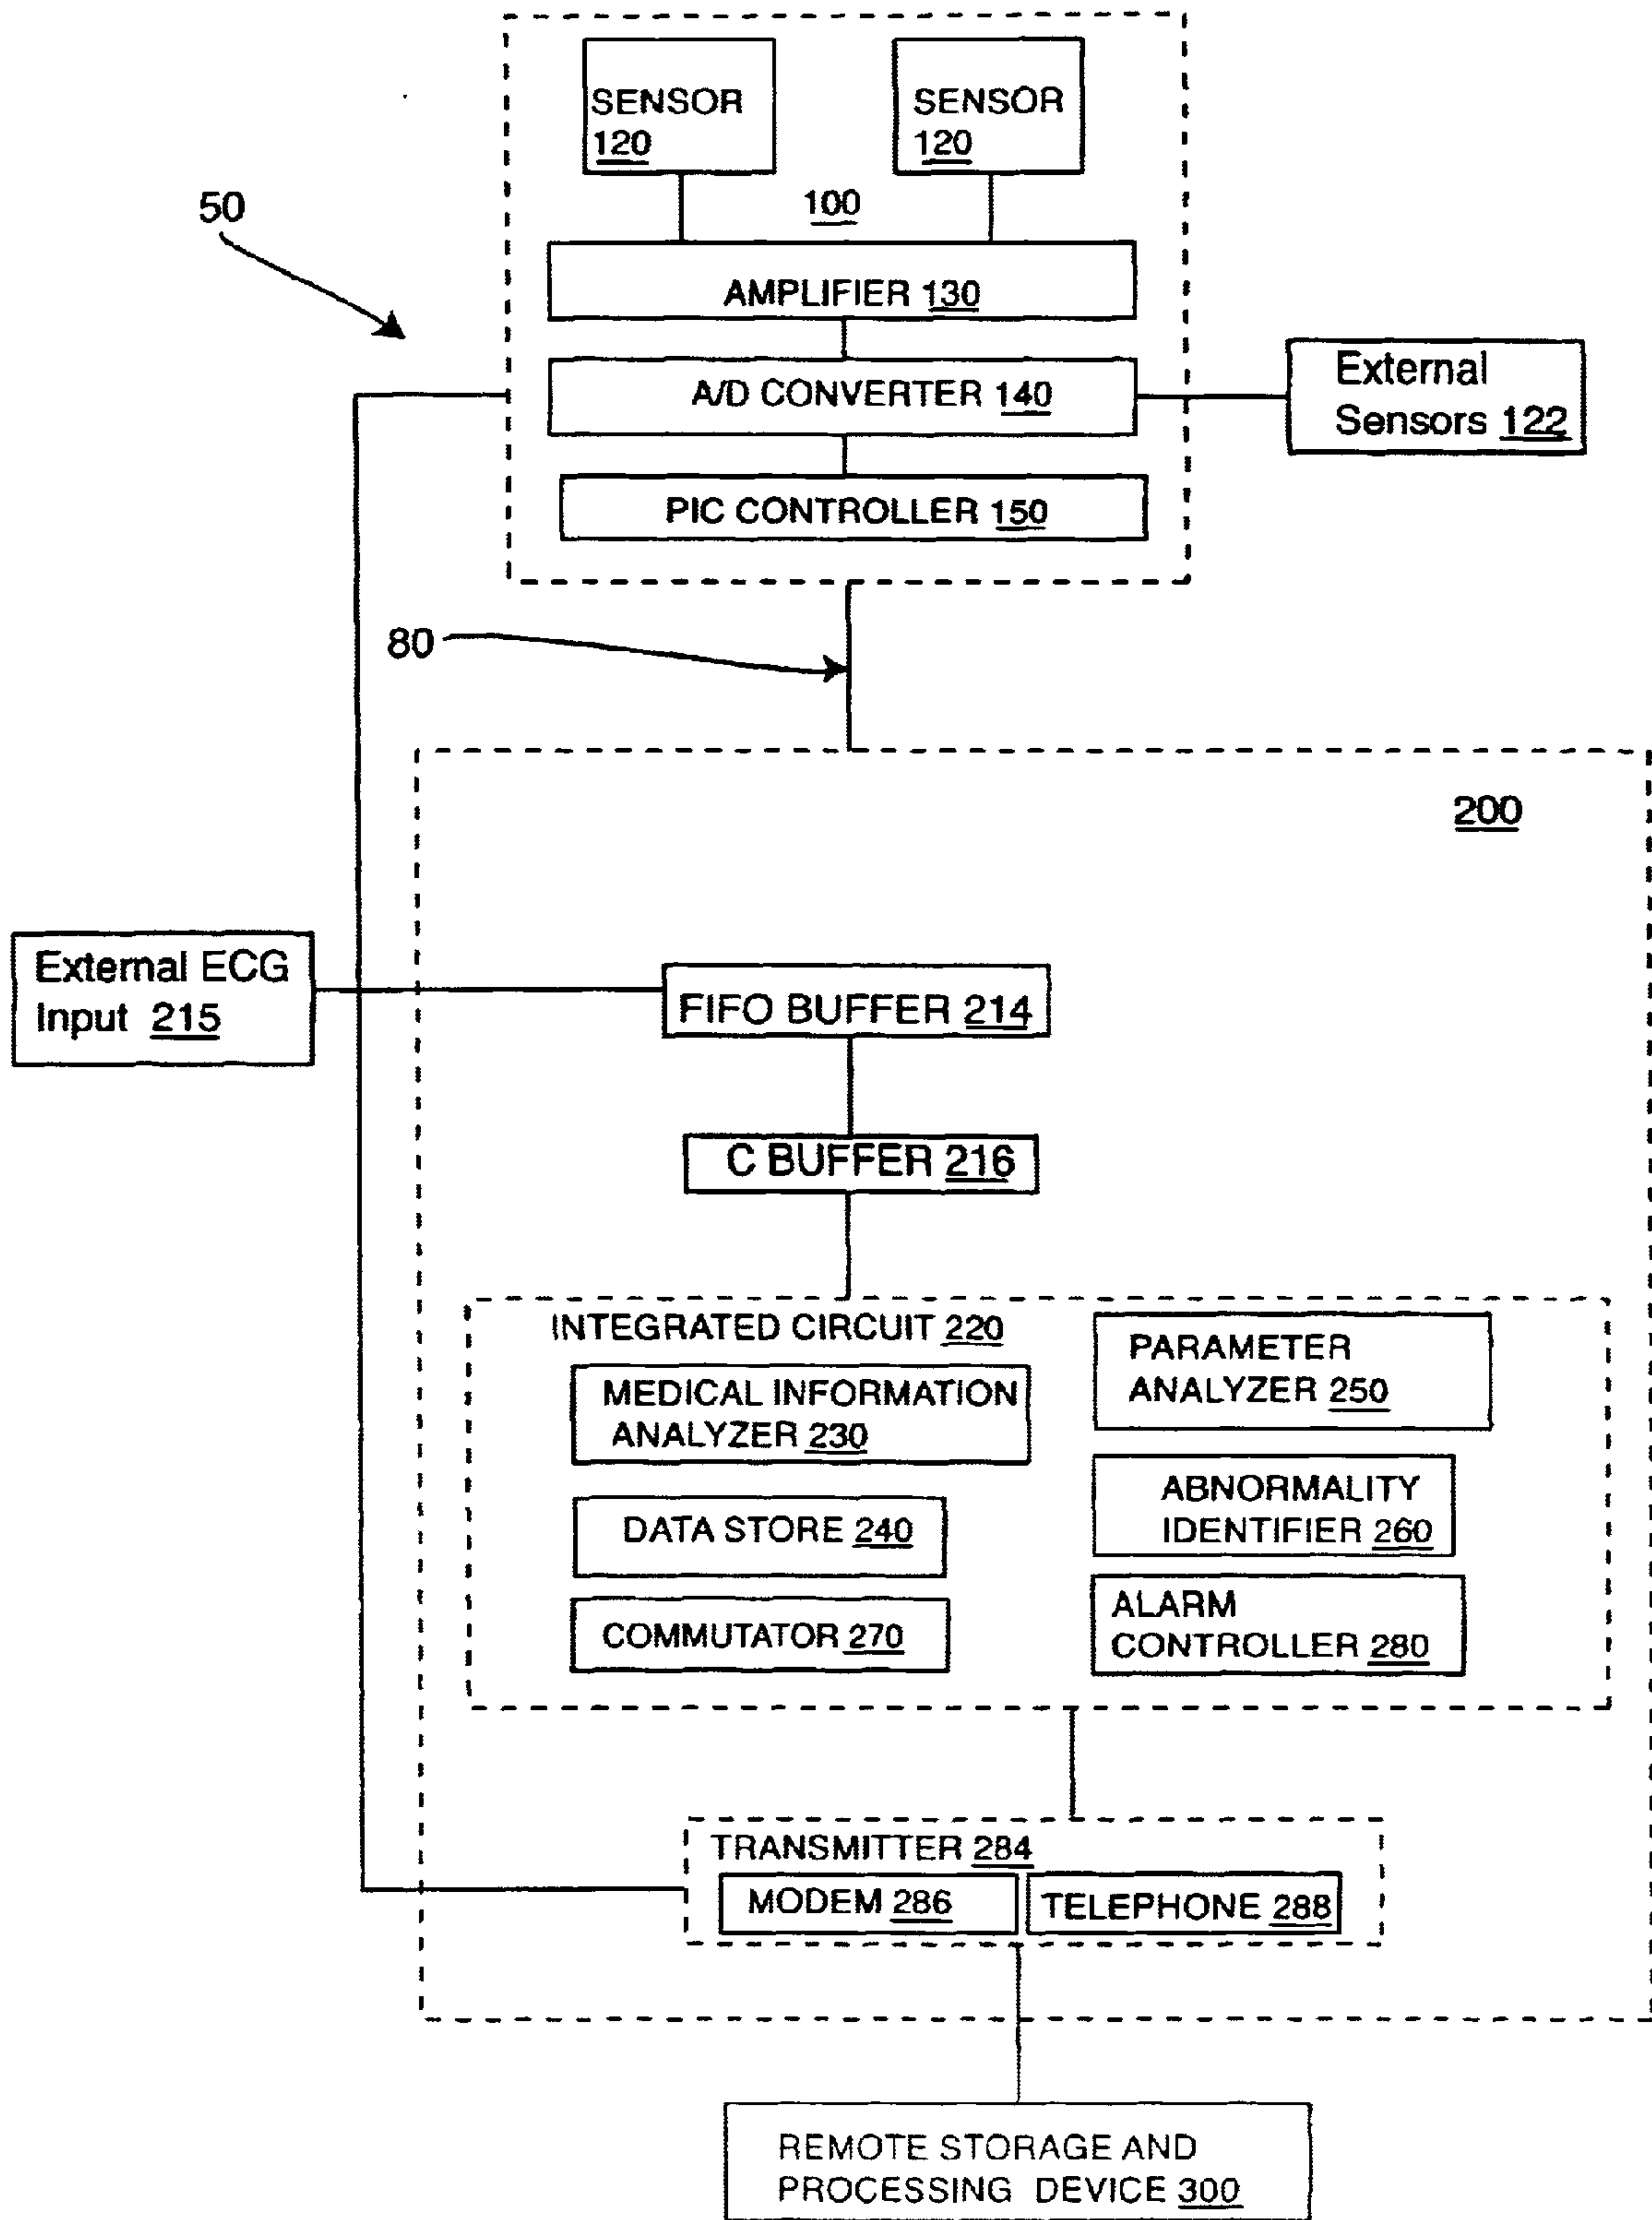 SENSOR
120
SENSOR
120
50
100
AMPLIFIER 130
A/D CONVERTER 140
External
Sensors 122
PIC CONTROLLER 150
80
200
External ECG
Input 215
FIFO BUFFER 214
C BUFFER 216
INTEGRATED CIRCUIT 220
MEDICAL INFORMATION
ANALYZER 230
DATA STORE 240
COMMUTATOR 270
PARAMETER
ANALYZER 250
ABNORMALITY
IDENTIFIER 260
ALARM
CONTROLLER 280
TRANSMITTER 284
MODEM 286
TELEPHONE 288
REMOTE STORAGE AND
PROCESSING DEVICE 300